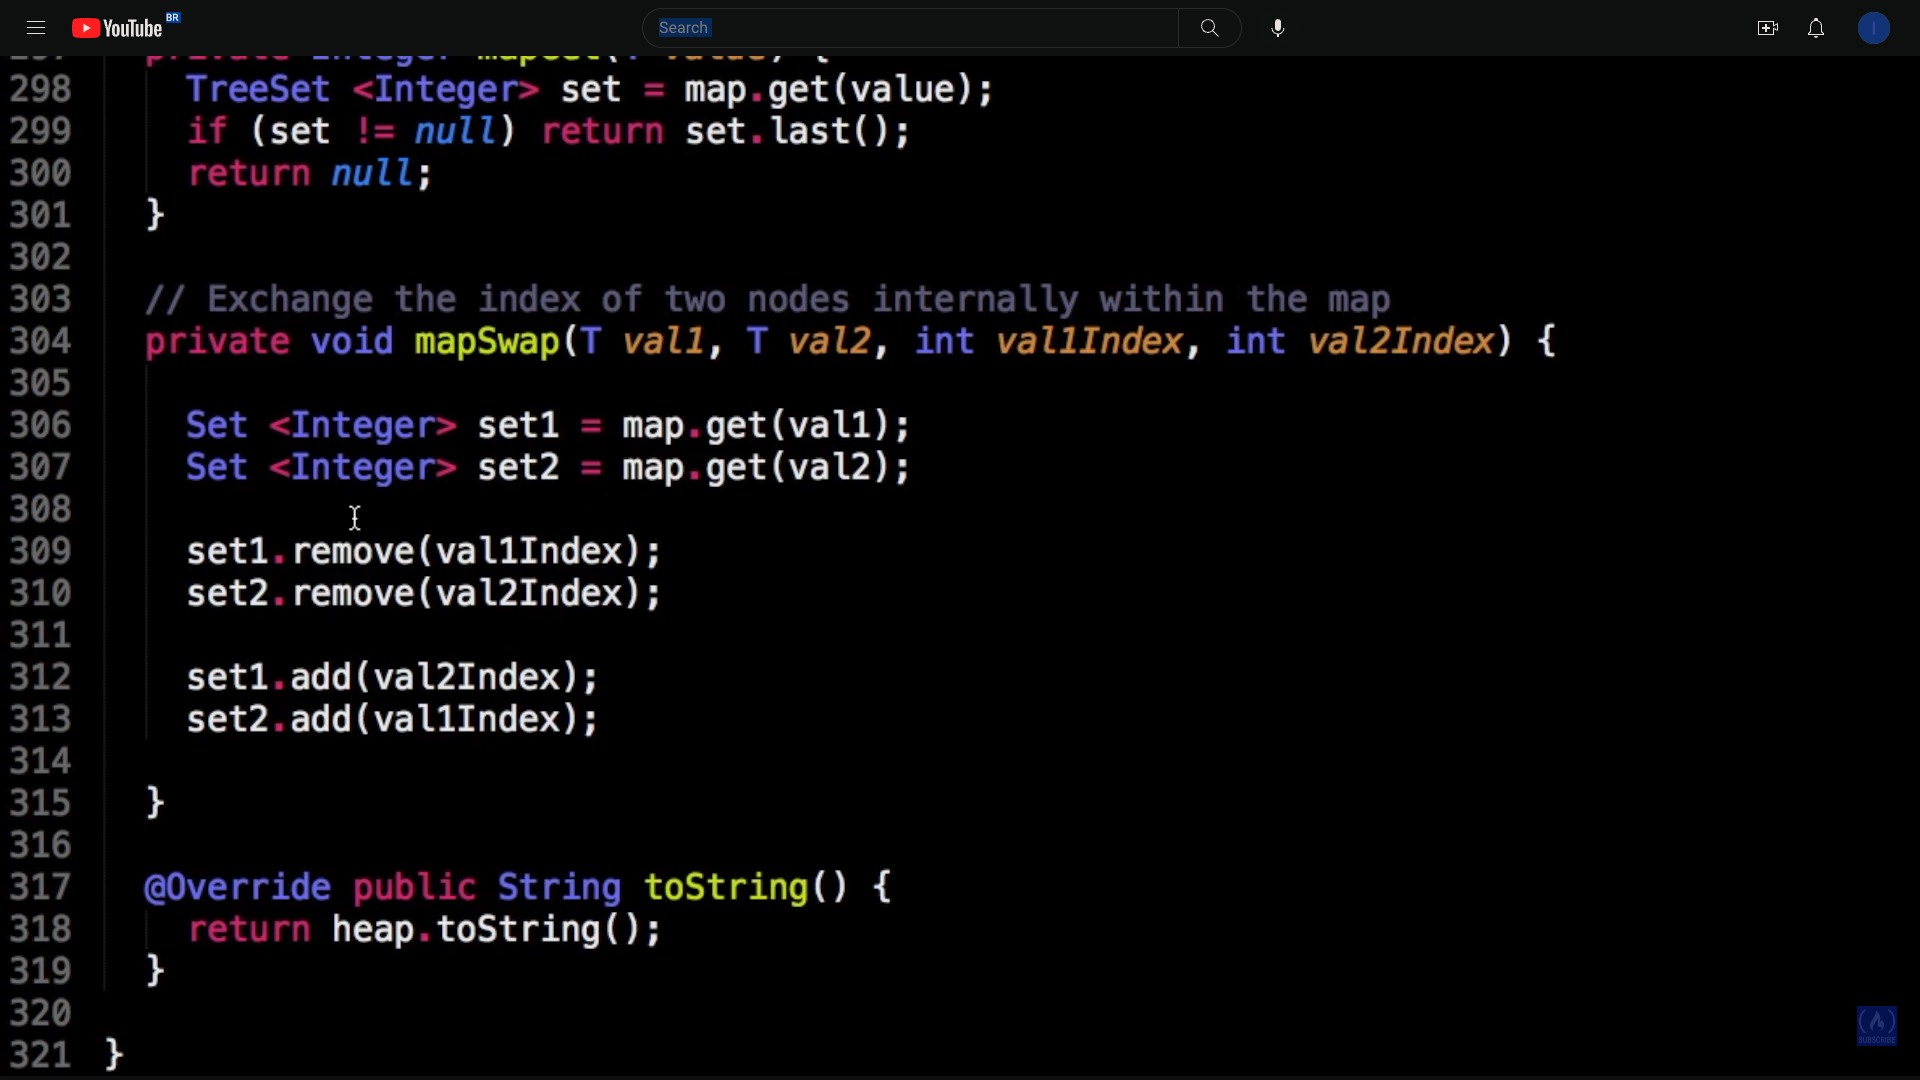 YouTube BR
Search
298 TreeSet <Integer> set = map.get(value);
299 if (set != null) return set.last();
300 return null;
301 }
302
303 // Exchange the index of two nodes internally within the map
304 private void mapSwap(T val1, T val2, int val1Index, int val2Index) {
305
306 Set <Integer> set1 = map.get(val1);
307 Set <Integer> set2 = map.get(val2);
308
309 set1.remove(val1Index);
310 set2.remove(val2Index);
311
312 set1.add(val2Index);
313 set2.add(val1Index);
314
315 }
316
317 @Override public String toString() {
318 return heap.toString();
319 }
320
321 }
SUBSCRIBE